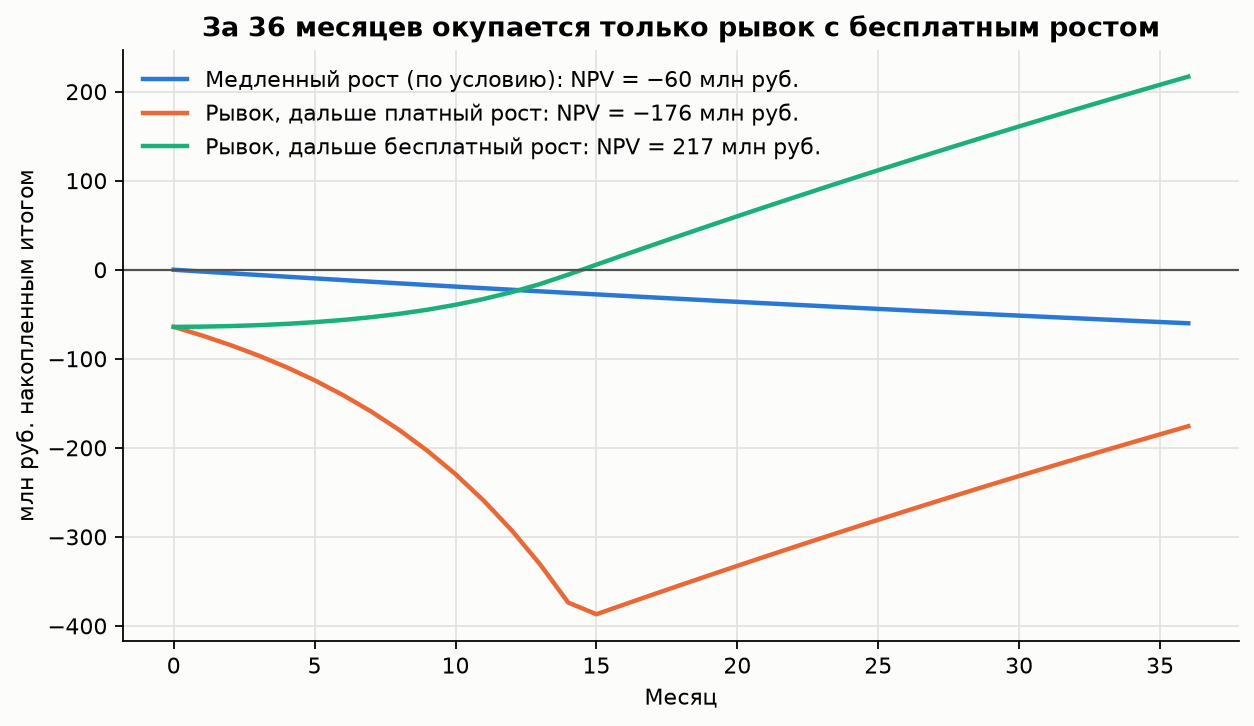 За 36 месяцев окупается только рывок с бесплатным ростом
Медленный рост (по условию): NPV = −60 млн руб.
Рывок, дальше платный рост: NPV = −176 млн руб.
Рывок, дальше бесплатный рост: NPV = 217 млн руб.
млн руб. накопленным итогом
200
100
0
−100
−200
−300
−400
0 5 10 15 20 25 30 35
Месяц